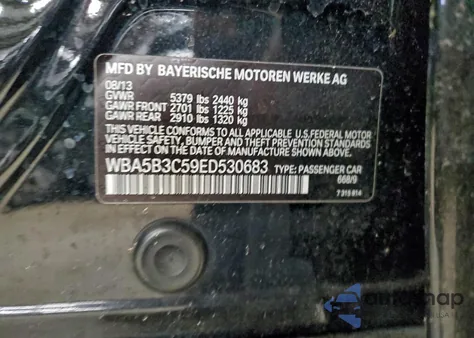 MFD BY BAYERISCHE MOTOREN WERKE AG
08/13
GVWR 5379 lbs 2440 kg
GAWR FRONT 2701 lbs 1225 kg
GAWR REAR 2910 lbs 1320 kg
THIS VEHICLE CONFORMS TO ALL APPLICABLE U.S.FEDERAL MOTOR
VEHICLE SAFETY, BUMPER, AND THEFT PREVENTION STANDARDS
IN EFFECT ON THE DATE OF MANUFACTURE SHOWN ABOVE.
WBA5B3C59ED530683 TYPE: PASSENGER CAR
668/9
7 315 814